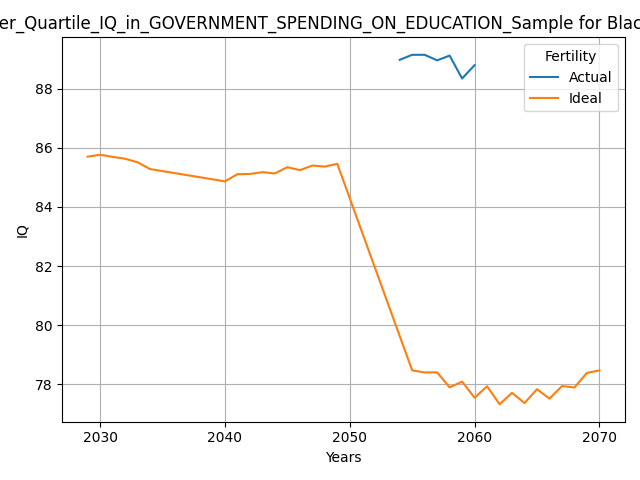 er_Quartile_IQ_in_GOVERNMENT_SPENDING_ON_EDUCATION_Sample for Blac
Fertility
Actual
Ideal
88
86
84
82
80
78
IQ
2030 2040 2050 2060 2070
Years